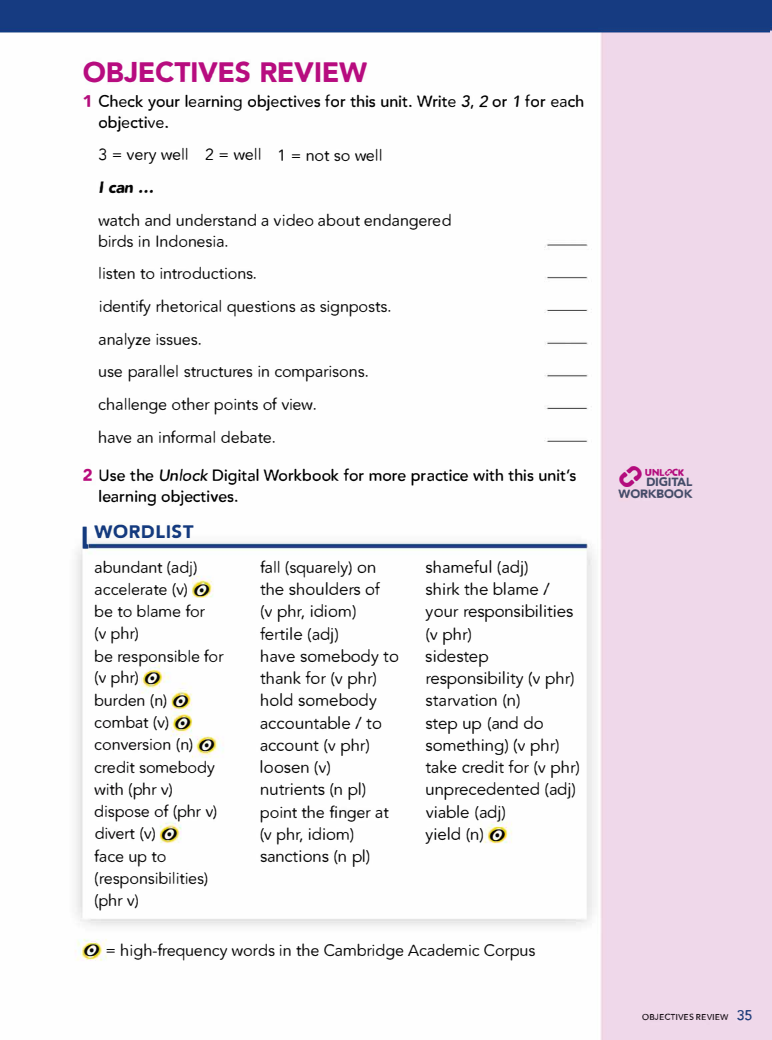 OBJECTIVES REVIEW
1 Check your learning objectives for this unit. Write 3, 2 or 1 for each
objective.
3 = very well 2 = well 1 = not so well
I can ...
watch and understand a video about endangered
birds in Indonesia.
listen to introductions.
identify rhetorical questions as signposts.
analyze issues.
use parallel structures in comparisons.
challenge other points of view.
have an informal debate.
2 Use the Unlock Digital Workbook for more practice with this unit's
learning objectives.
UNLOCK
DIGITAL
WORKBOOK
WORDLIST
abundant (adj)
accelerate (v)
be to blame for
(v phr)
be responsible for
(v phr)
burden (n)
combat (v)
conversion (n)
credit somebody
with (phr v)
dispose of (phr v)
divert (v)
face up to
(responsibilities)
(phr v)
fall (squarely) on
the shoulders of
(v phr, idiom)
fertile (adj)
have somebody to
thank for (v phr)
hold somebody
accountable / to
account (v phr)
loosen (v)
nutrients (n pl)
point the finger at
(v phr, idiom)
sanctions (n pl)
shameful (adj)
shirk the blame /
your responsibilities
(v phr)
sidestep
responsibility (v phr)
starvation (n)
step up (and do
something) (v phr)
take credit for (v phr)
unprecedented (adj)
viable (adj)
yield (n)
= high-frequency words in the Cambridge Academic Corpus
OBJECTIVES REVIEW 35